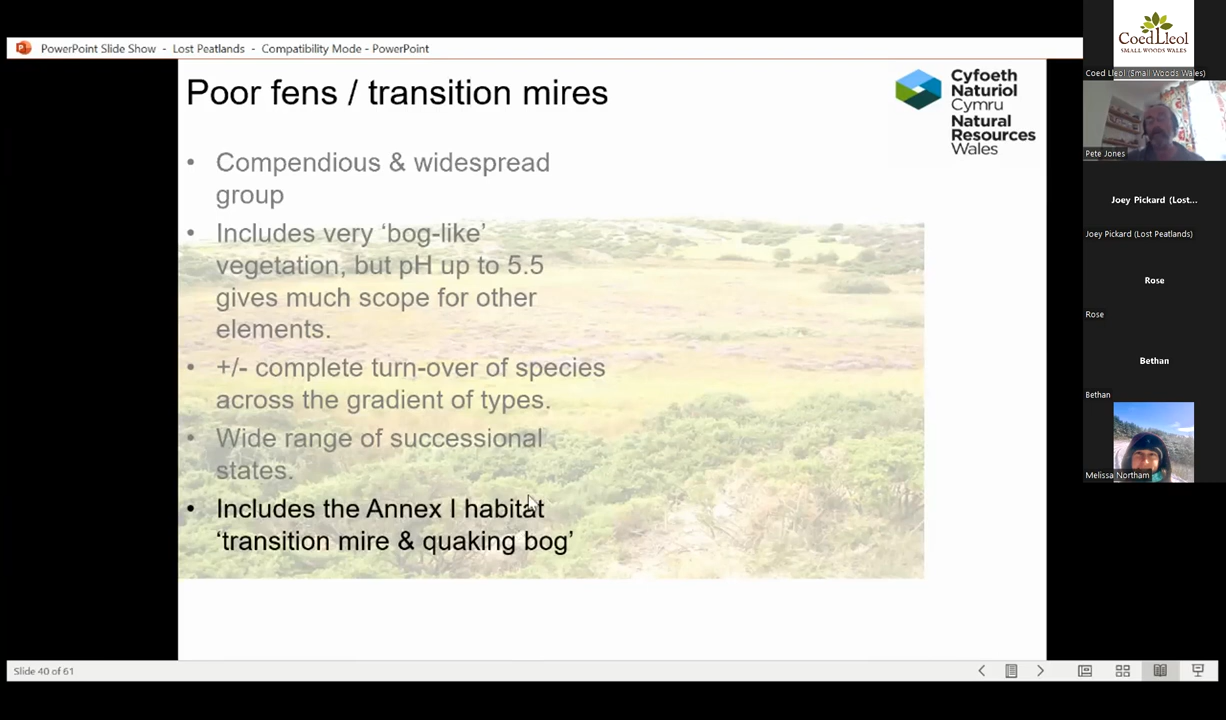 PowerPoint Slide Show - Lost Peatlands - Compatibility Mode - PowerPoint
Poor fens / transition mires
Cyfoeth
Naturiol
Cymru
Natural
Resources
Wales
• Compendious & widespread
group
• Includes very ‘bog-like’
vegetation, but pH up to 5.5
gives much scope for other
elements.
• +/- complete turn-over of species
across the gradient of types.
• Wide range of successional
states.
• Includes the Annex I habitat
‘transition mire & quaking bog’
Slide 40 of 61
Coed Lleol
SMALL WOODS WALES
Coed Lleol (Small Woods Wales)
Pete Jones
Joey Pickard (Lost...
Joey Pickard (Lost Peatlands)
Rose
Rose
Bethan
Bethan
Melissa Northam